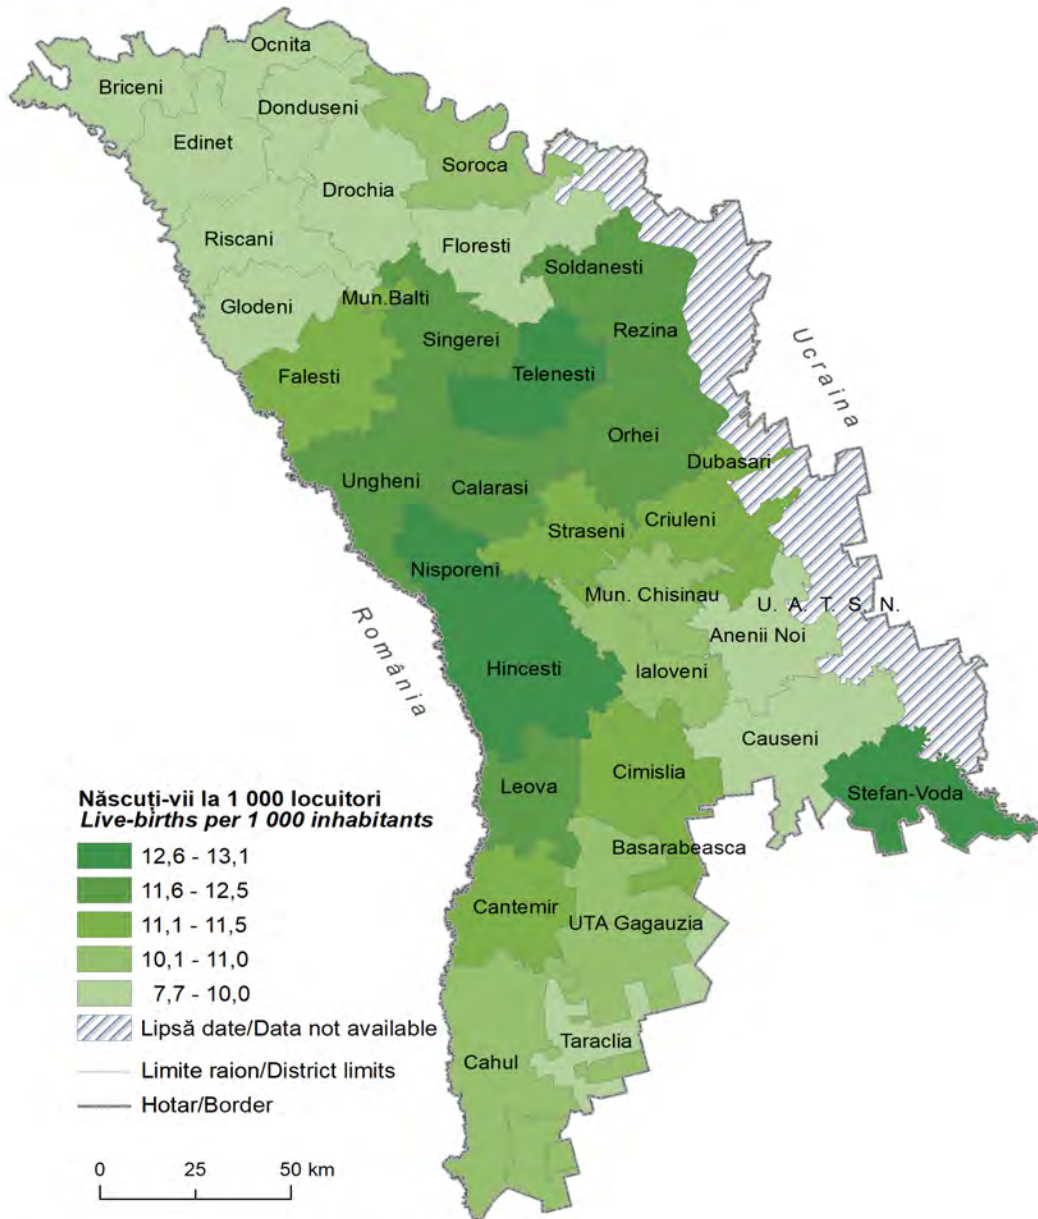 Ocnita
Briceni
Donduseni
Edinet
Soroca
Drochia
Riscani
Floresti
Soldanesti
Mun.Balti
Glodeni
Singerei
Rezina
Telenesti
Falesti
Ucraina
Orhei
Dubasari
Ungheni
Calarasi
Straseni
Criuleni
Nisporeni
Mun. Chisinau
U. A. T. S. N.
Anenii Noi
România
Hincesti
Ialoveni
Causeni
Cimislia
Leova
Stefan-Voda
Basarabeasca
Cantemir
UTA Gagauzia
Taraclia
Cahul
Născuți-vii la 1 000 locuitori
Live-births per 1 000 inhabitants
12,6 - 13,1
11,6 - 12,5
11,1 - 11,5
10,1 - 11,0
7,7 - 10,0
Lipsă date/Data not available
Limite raion/District limits
Hotar/Border
0 25 50 km